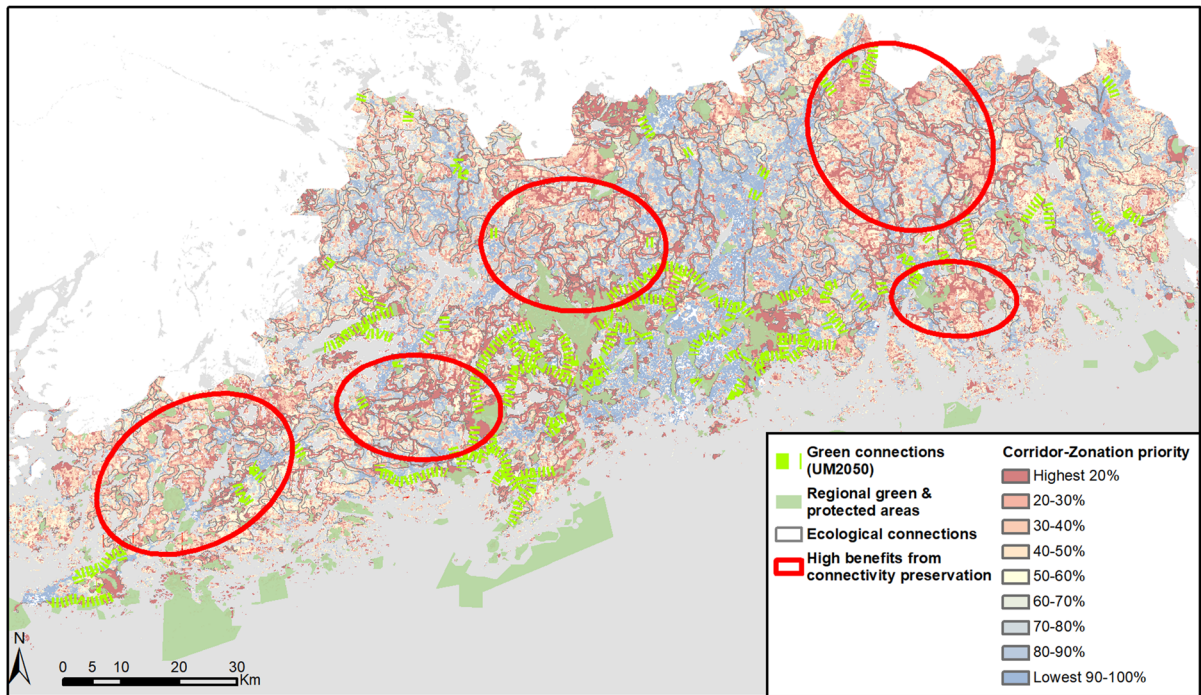 Green connections
(UM2050)
Regional green &
protected areas
Ecological connections
High benefits from
connectivity preservation
Corridor-Zonation priority
Highest 20%
20-30%
30-40%
40-50%
50-60%
60-70%
70-80%
80-90%
Lowest 90-100%
N
0 5 10 20 30
Km